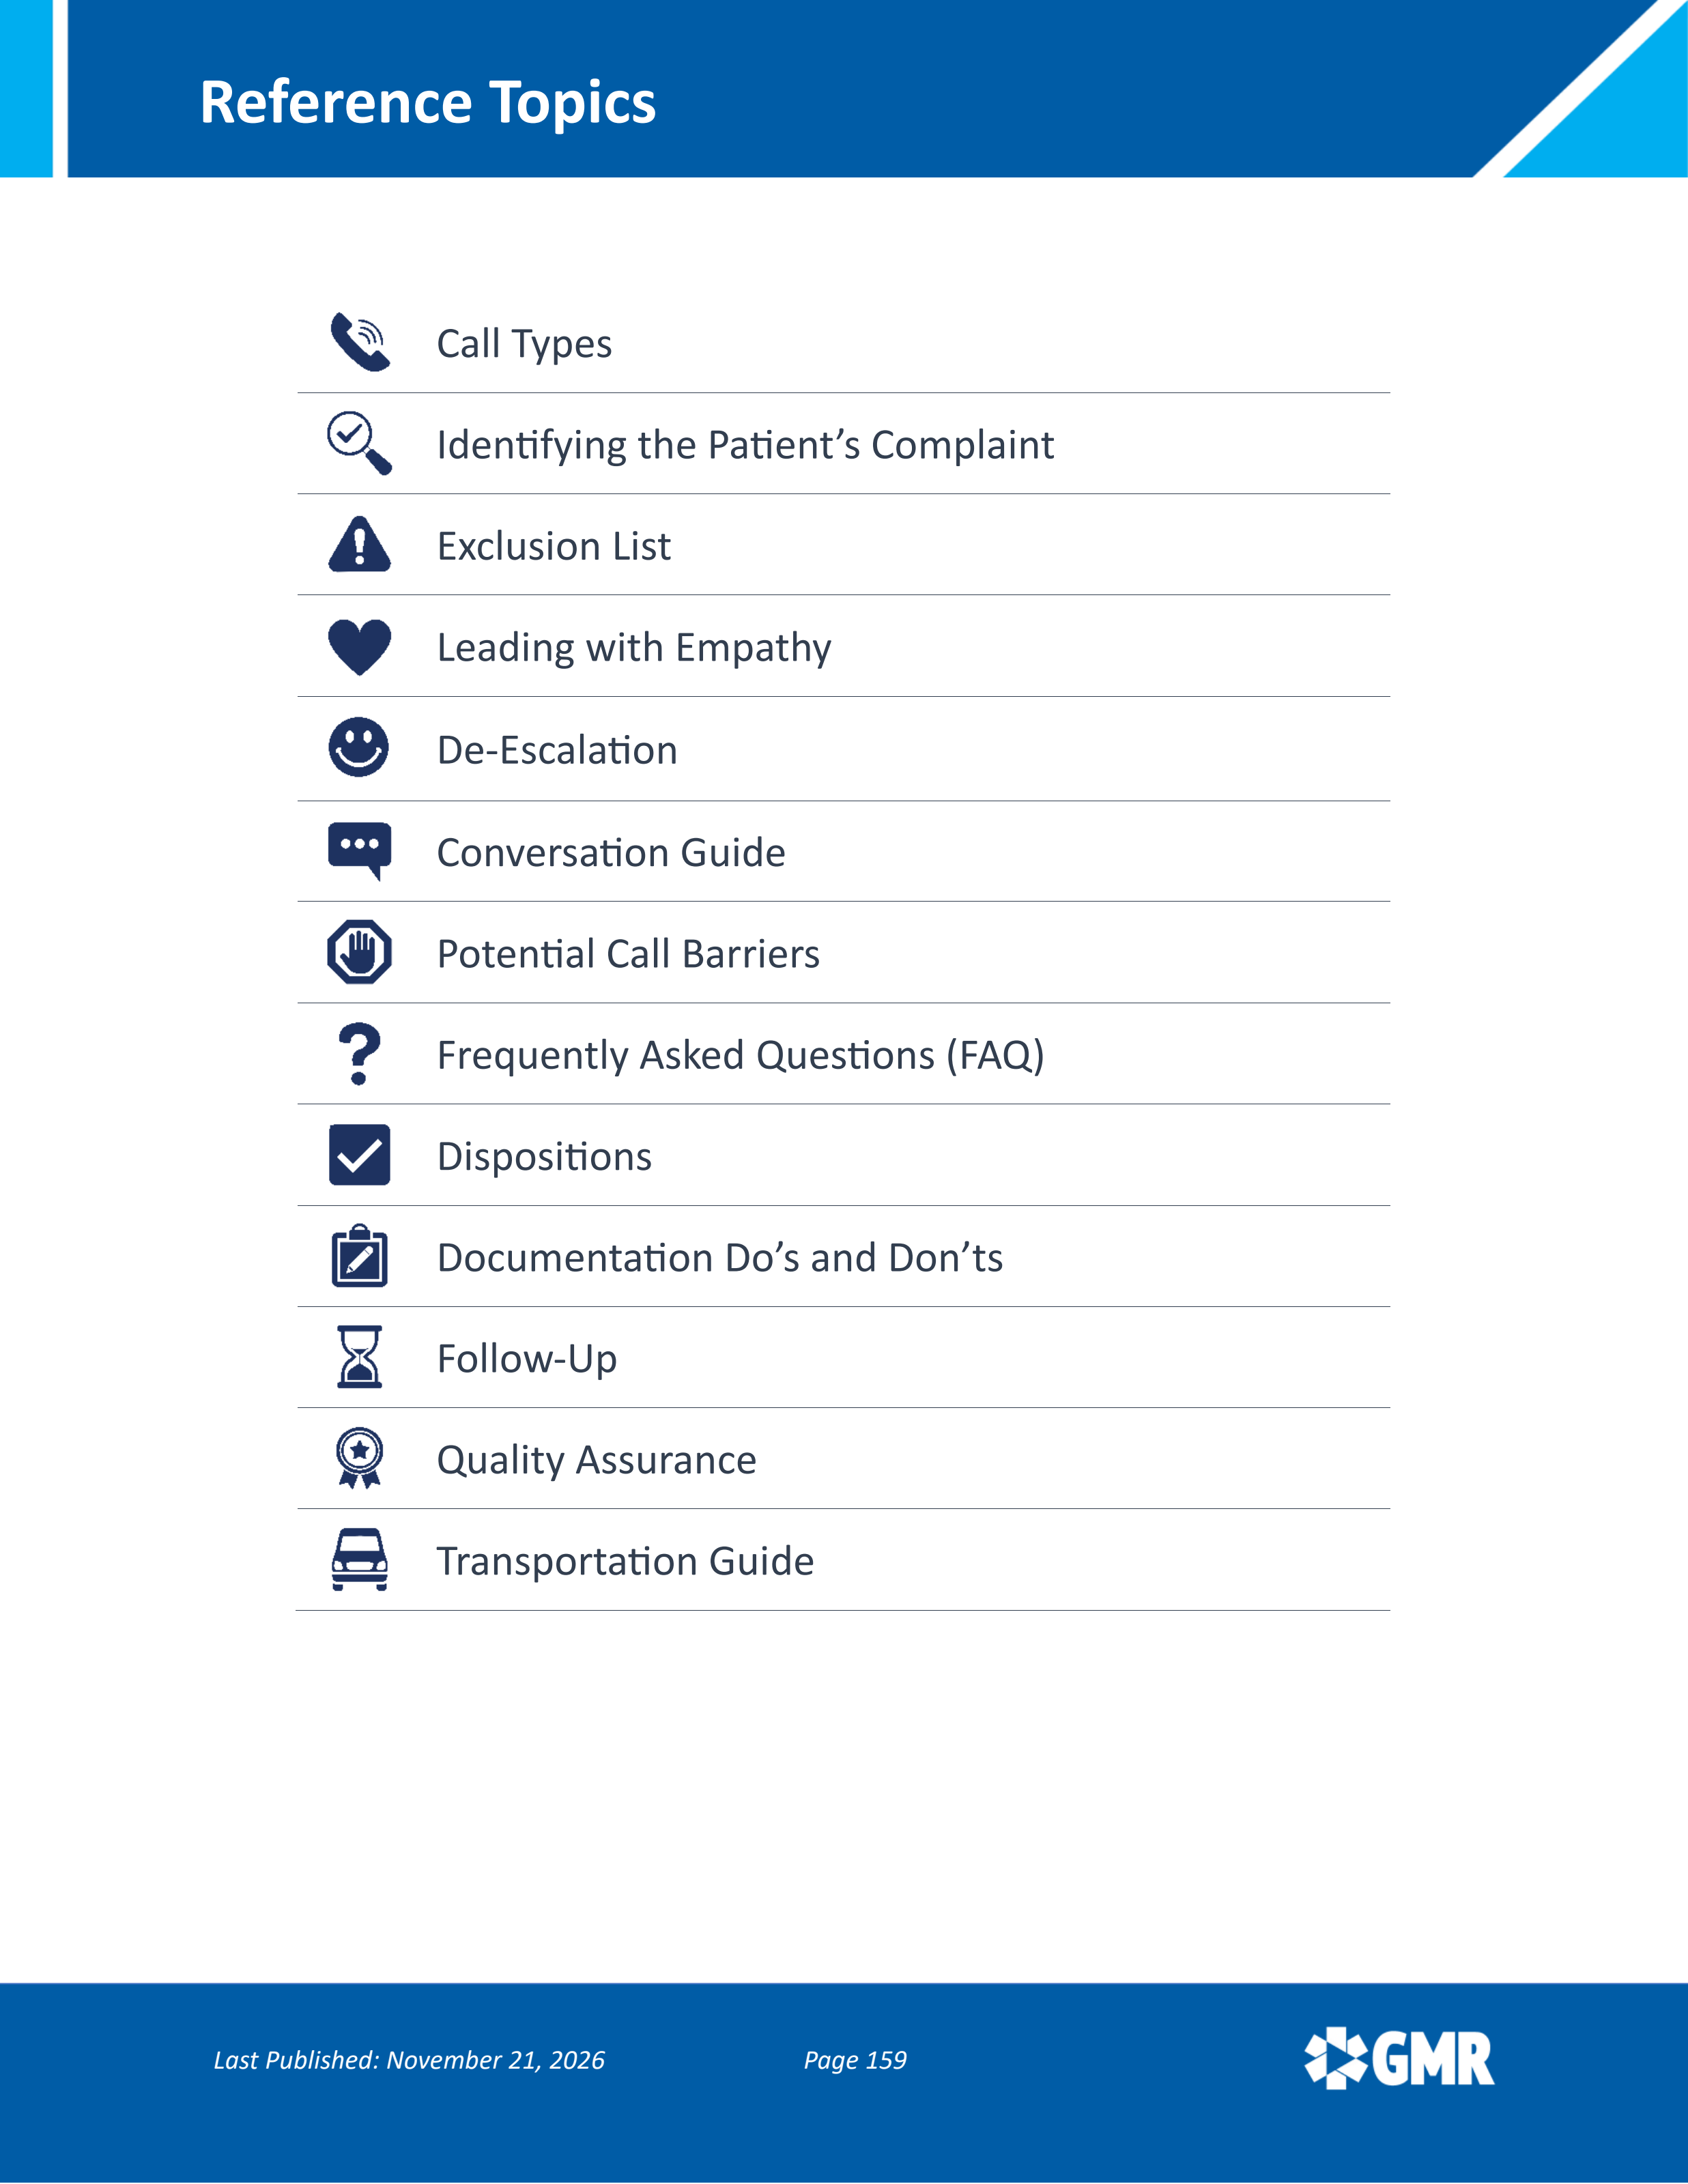 Reference Topics
Call Types
Identifying the Patient’s Complaint
Exclusion List
Leading with Empathy
De-Escalation
Conversation Guide
Potential Call Barriers
Frequently Asked Questions (FAQ)
Dispositions
Documentation Do’s and Don’ts
Follow-Up
Quality Assurance
Transportation Guide
Last Published: November 21, 2026
Page 159
GMR